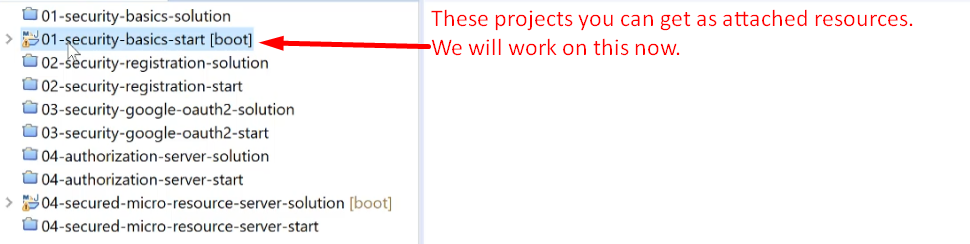 01-security-basics-solution
01-security-basics-start [boot]
02-security-registration-solution
02-security-registration-start
03-security-google-oauth2-solution
03-security-google-oauth2-start
04-authorization-server-solution
04-authorization-server-start
04-secured-micro-resource-server-solution [boot]
04-secured-micro-resource-server-start
These projects you can get as attached resources.
We will work on this now.